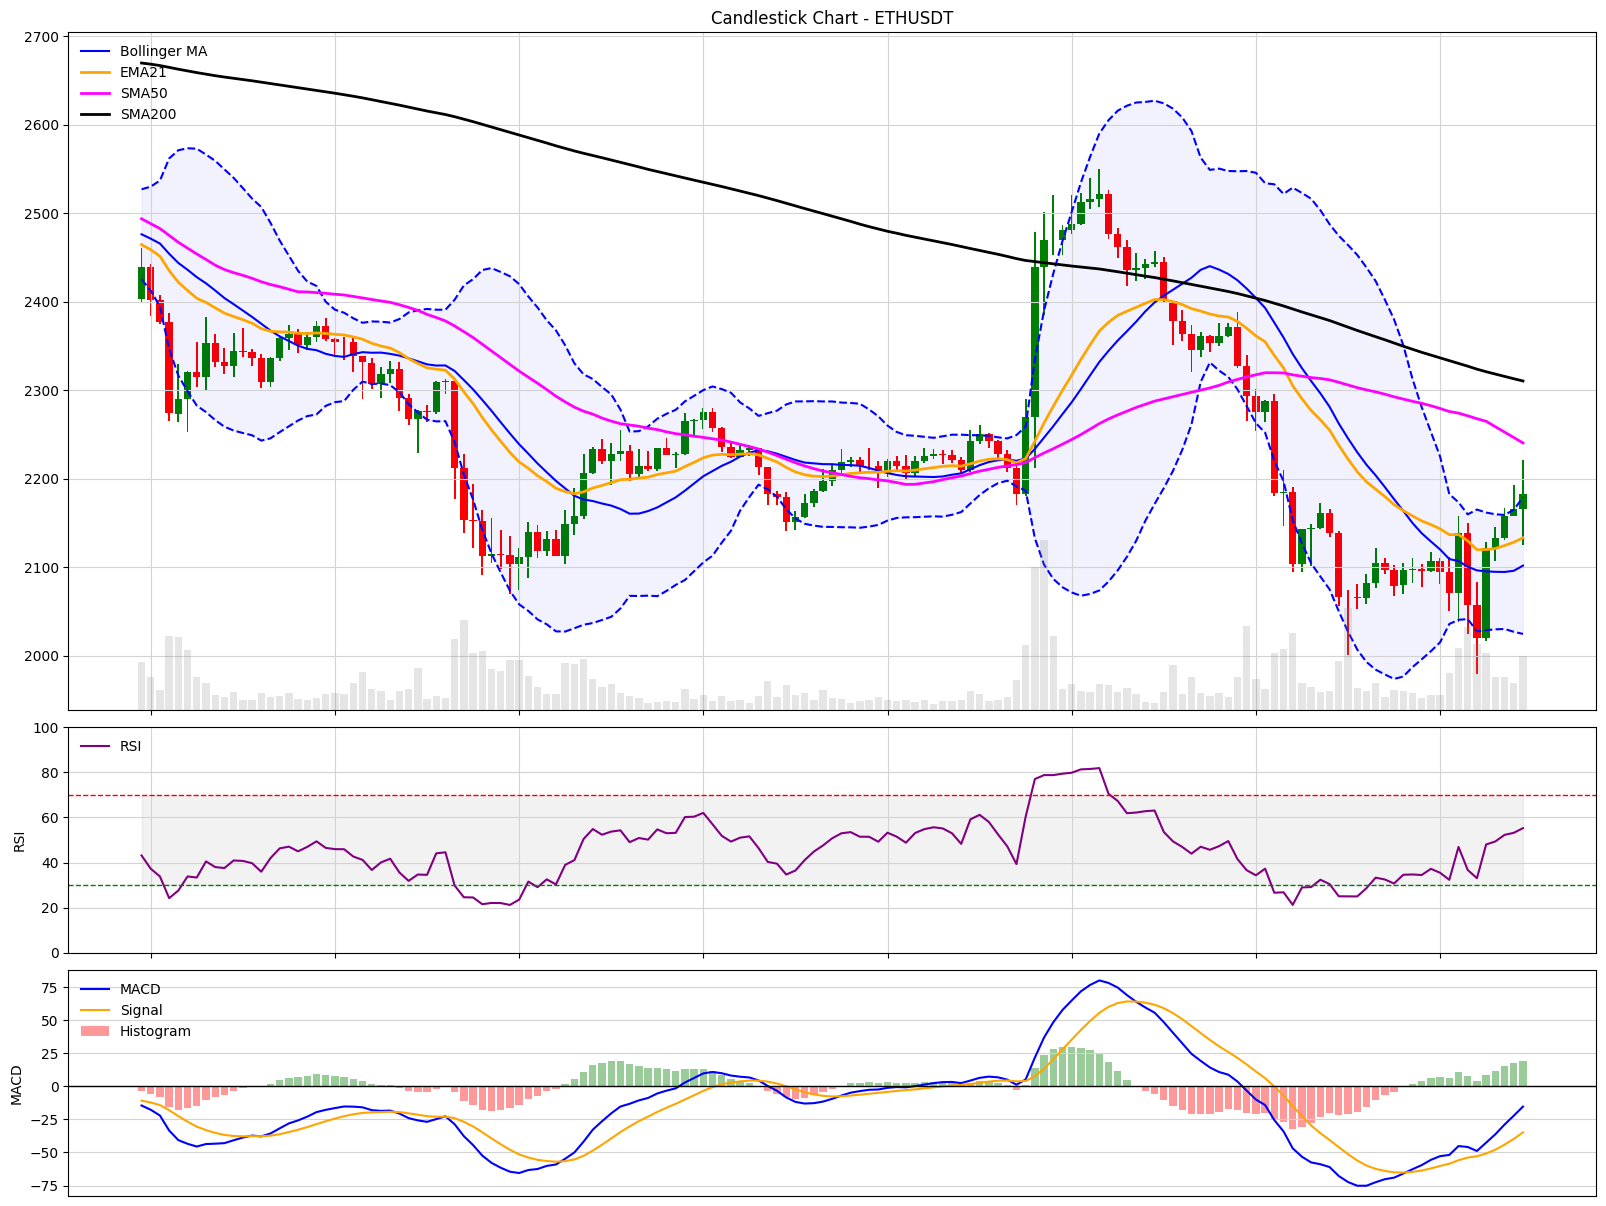 Candlestick Chart - ETHUSDT
2700
2600
2500
2400
2300
2200
2100
2000
Bollinger MA
EMA21
SMA50
SMA200
100
80
60
40
20
0
RSI
RSI
75
50
25
0
−25
−50
−75
MACD
MACD
Signal
Histogram